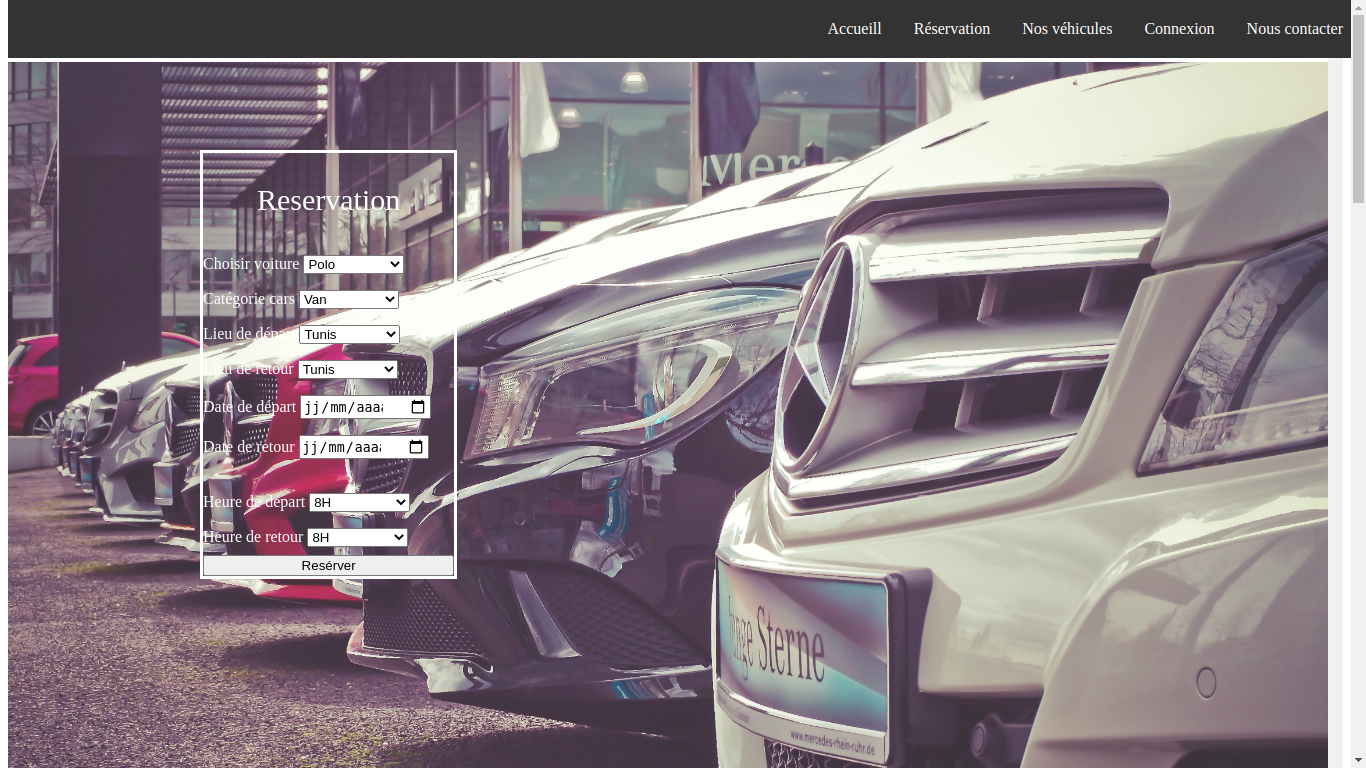 Accueill Réservation Nos véhicules Connexion Nous contacter
Reservation
Choisir voiture Polo
Catégorie cars Van
Lieu de départ Tunis
Lieu de retour Tunis
Date de départ jj/mm/aaaa
Date de retour jj/mm/aaaa
Heure de départ 8H
Heure de retour 8H
Resérver
Junge Sterne
www.mercedes-rhein-ruhr.de